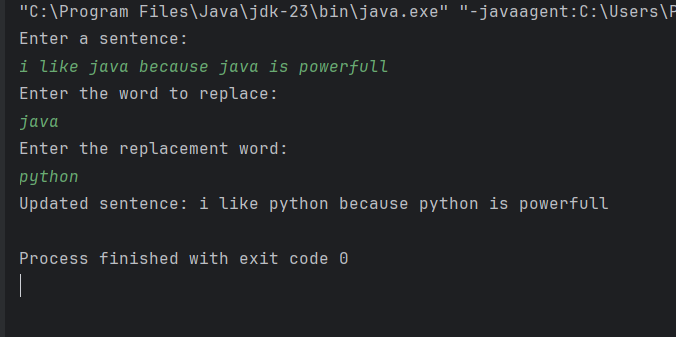 "C:\Program Files\Java\jdk-23\bin\java.exe" "-javaagent:C:\Users\
Enter a sentence:
i like java because java is powerfull
Enter the word to replace:
java
Enter the replacement word:
python
Updated sentence: i like python because python is powerfull
Process finished with exit code 0